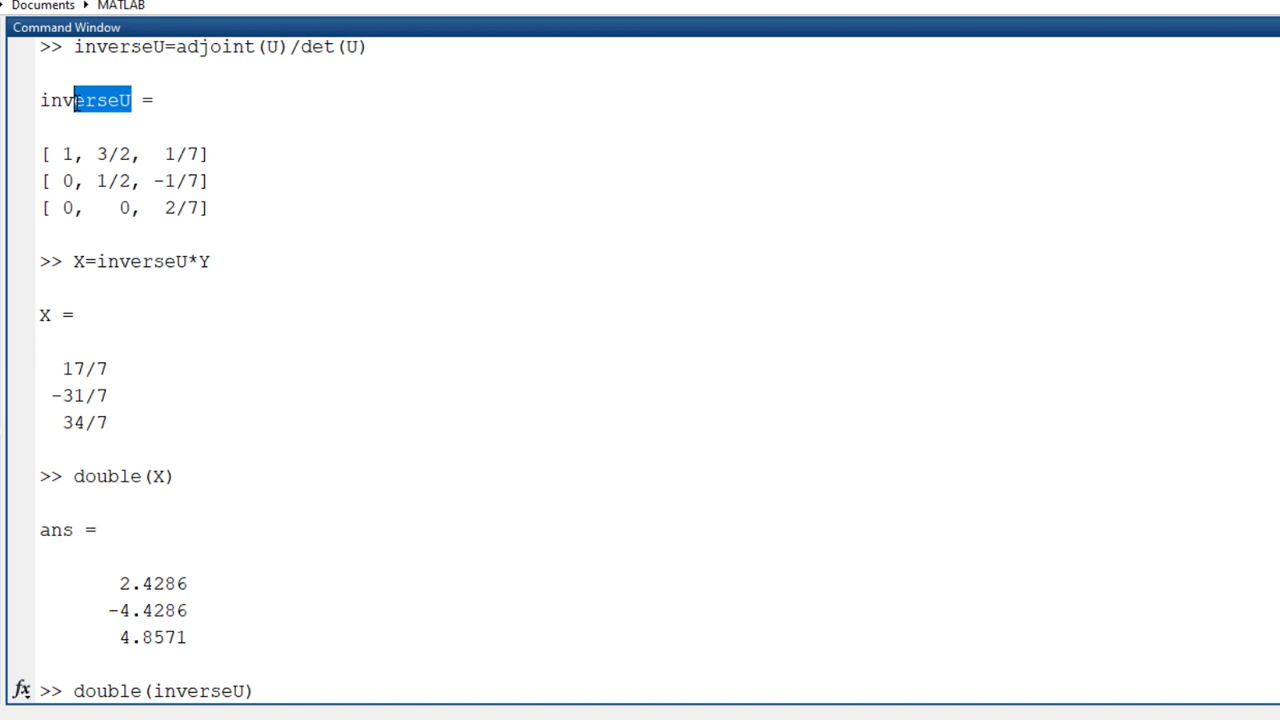 Documents ▸ MATLAB
Command Window
>> inverseU=adjoint(U)/det(U)
inverseU =
[ 1, 3/2,  1/7]
[ 0, 1/2, -1/7]
[ 0,   0,  2/7]
>> X=inverseU*Y
X =
17/7
-31/7
34/7
>> double(X)
ans =
2.4286
-4.4286
4.8571
fx >> double(inverseU)